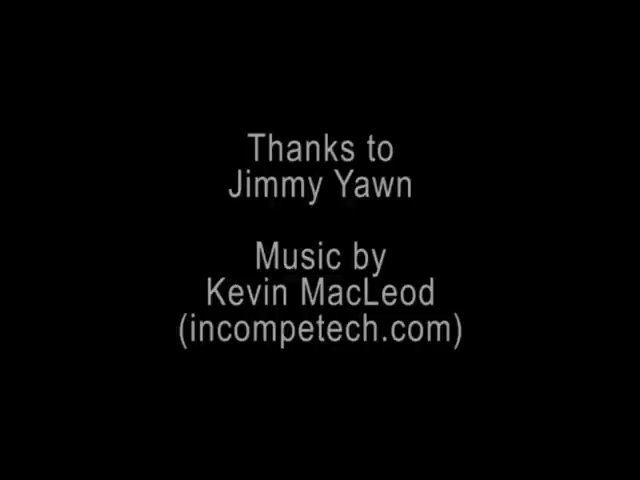 Thanks to
Jimmy Yawn
Music by
Kevin MacLeod
(incompetech.com)